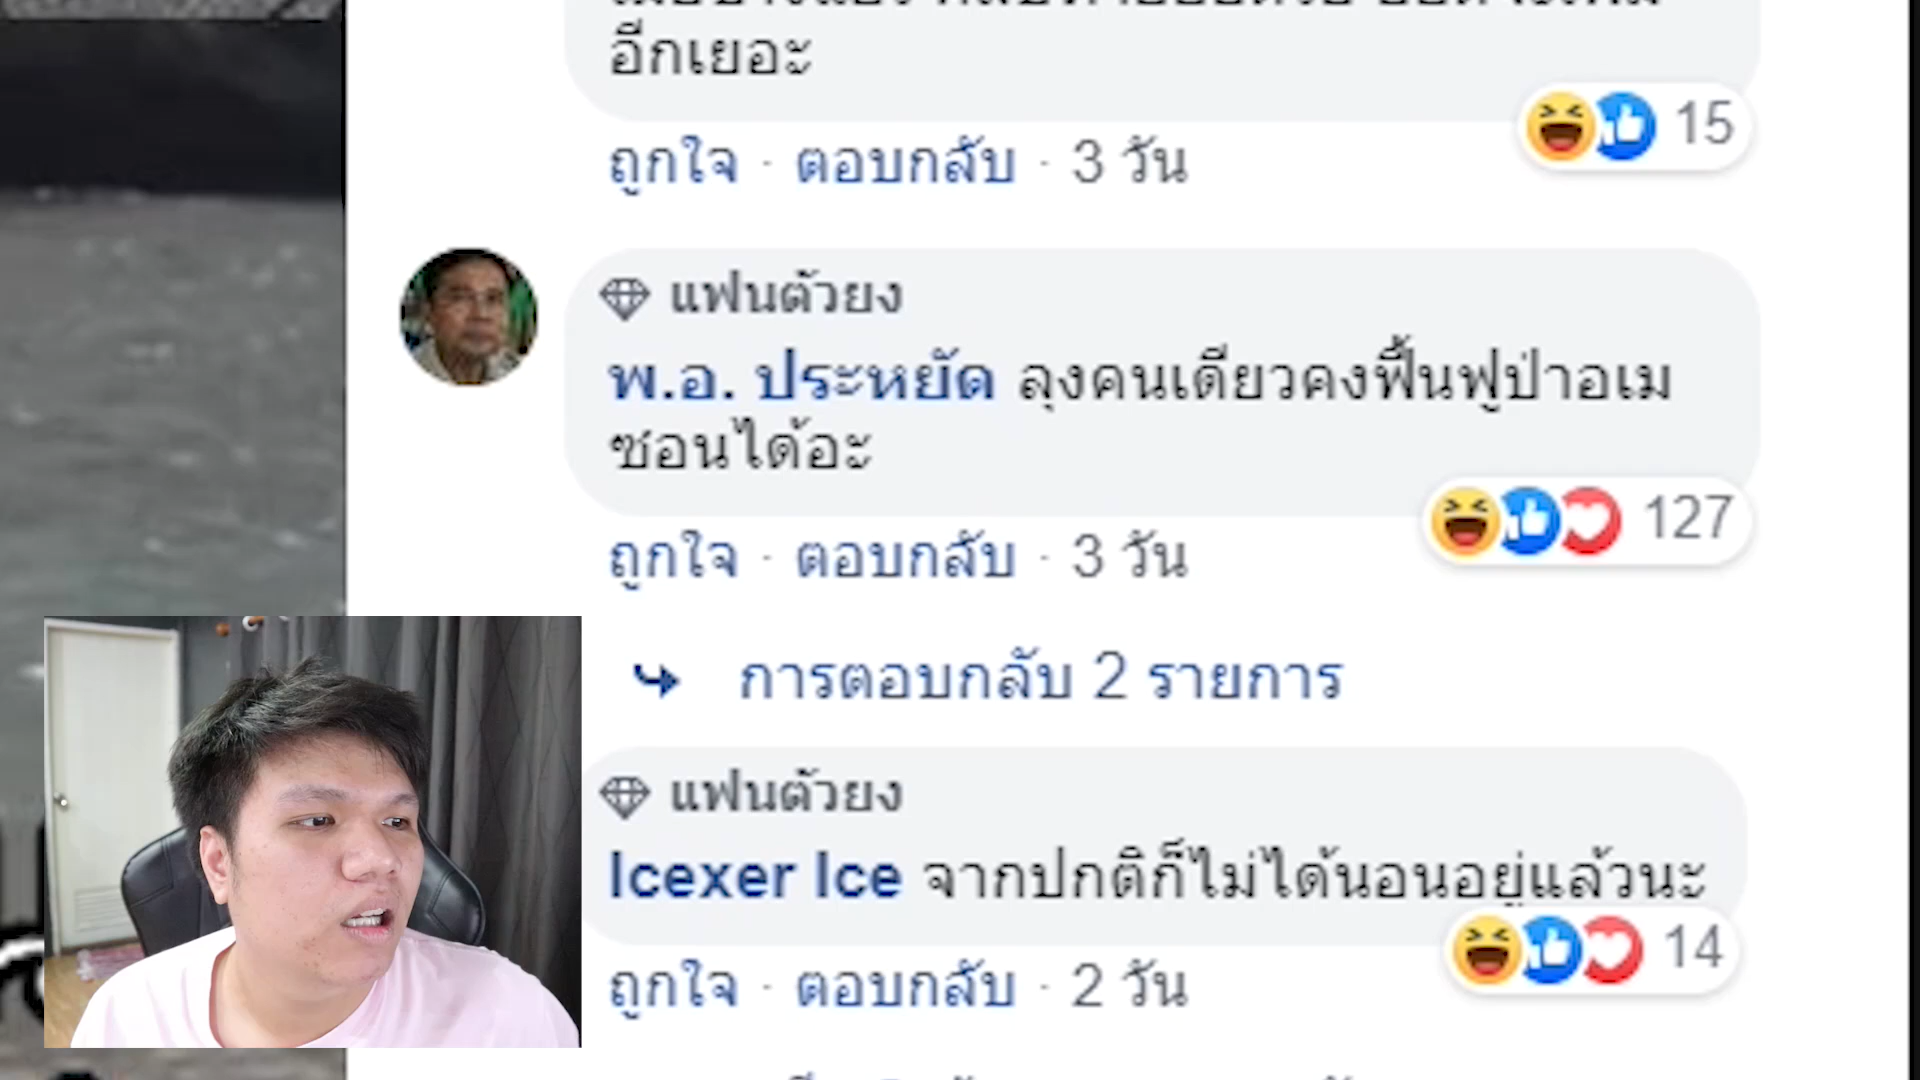 อีกเยอะ
15
ถูกใจ · ตอบกลับ · 3 วัน
แฟนตัวยง
พ.อ. ประหยัด ลุงคนเดียวคงฟื้นฟูป่าอเม
ซอนได้อะ
127
ถูกใจ · ตอบกลับ · 3 วัน
การตอบกลับ 2 รายการ
แฟนตัวยง
Icexer Ice จากปกติก็ไม่ได้นอนอยู่แล้วนะ
14
ถูกใจ · ตอบกลับ · 2 วัน